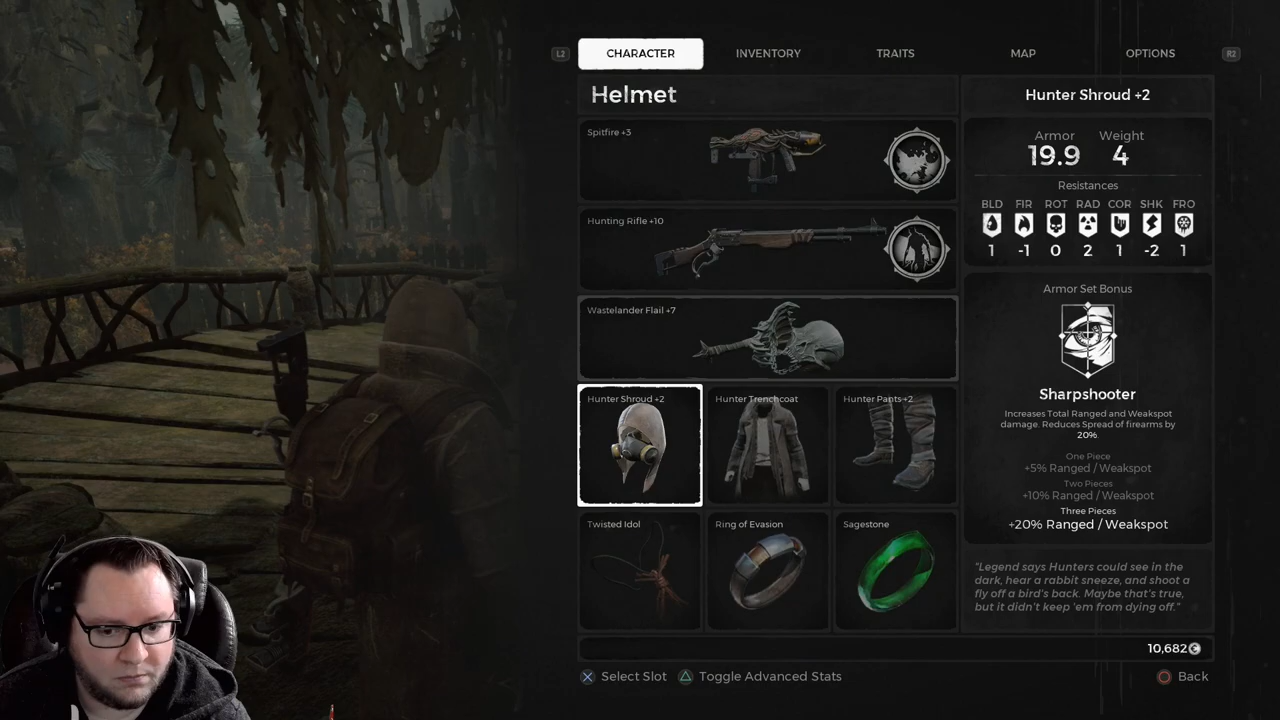 L2
CHARACTER
INVENTORY
TRAITS
MAP
OPTIONS
R2
Helmet
Spitfire +3
Hunting Rifle +10
Wastelander Flail +7
Hunter Shroud +2
Hunter Trenchcoat
Hunter Pants +2
Twisted Idol
Ring of Evasion
Sagestone
Hunter Shroud +2
Armor Weight
19.9 4
Resistances
BLD FIR ROT RAD COR SHK FRO
1 -1 0 2 1 -2 1
Armor Set Bonus
Sharpshooter
Increases Total Ranged and Weakspot
damage. Reduces Spread of firearms by
20%.
One Piece
+5% Ranged / Weakspot
Two Pieces
+10% Ranged / Weakspot
Three Pieces
+20% Ranged / Weakspot
"Legend says Hunters could see in the
dark, hear a rabbit sneeze, and shoot a
fly off a bird's back. Maybe that's true,
but it didn't keep 'em from dying off."
10,682
Select Slot
Toggle Advanced Stats
Back